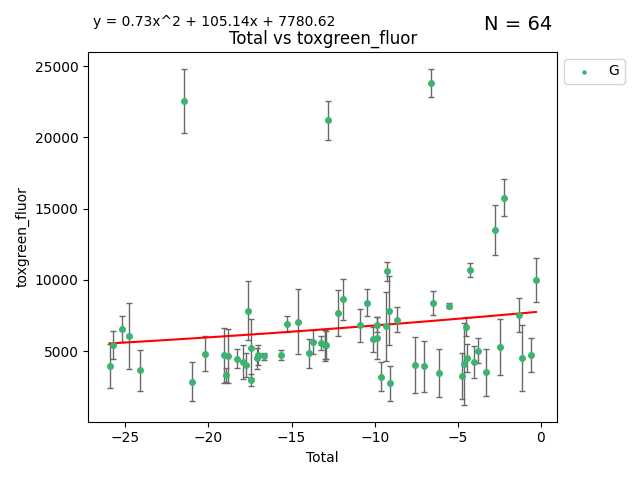 y = 0.73x^2 + 105.14x + 7780.62
N = 64
Total vs toxgreen_fluor
G
toxgreen_fluor
25000
20000
15000
10000
5000
−25
−20
−15
−10
−5
0
Total